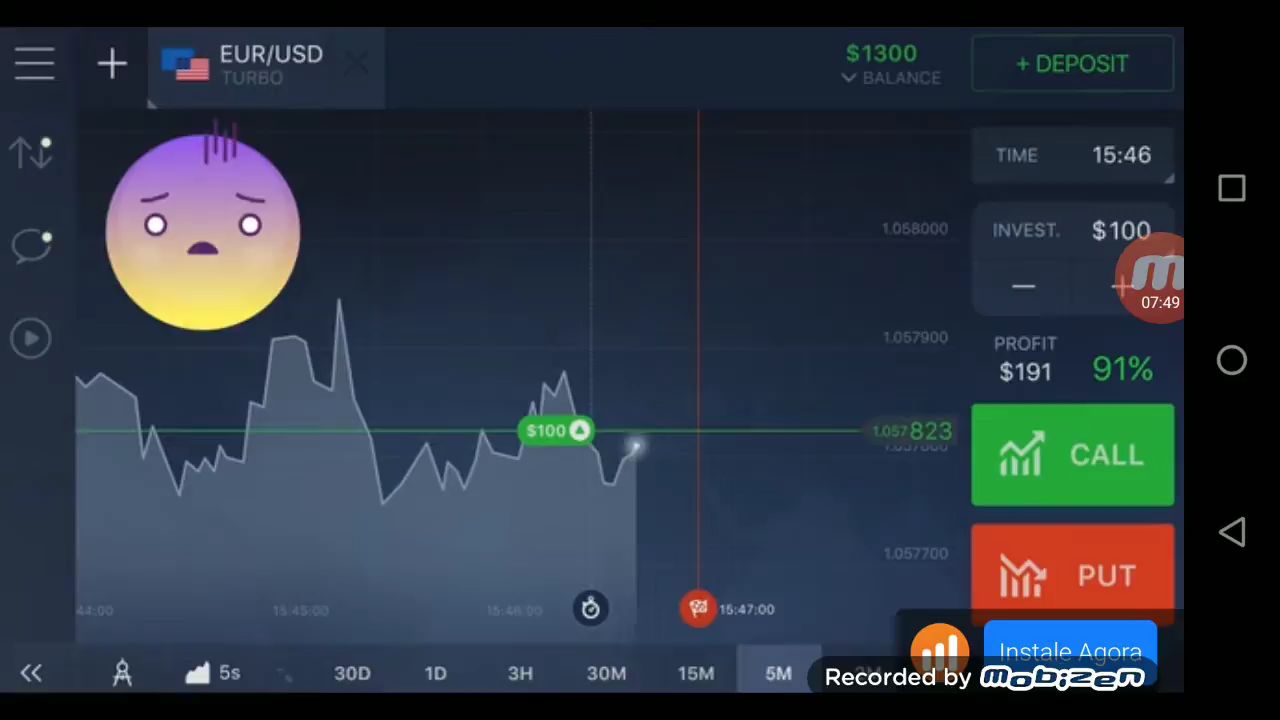 EUR/USD
TURBO
$1300
BALANCE
+ DEPOSIT
TIME 15:46
INVEST. $100
07:49
PROFIT
$191 91%
CALL
PUT
1.058000
1.057900
1.057823
1.057700
$100
44:00 15:45:00 15:46:00 15:47:00
5s 30D 1D 3H 30M 15M 5M
Instale Agora
Recorded by mobizen